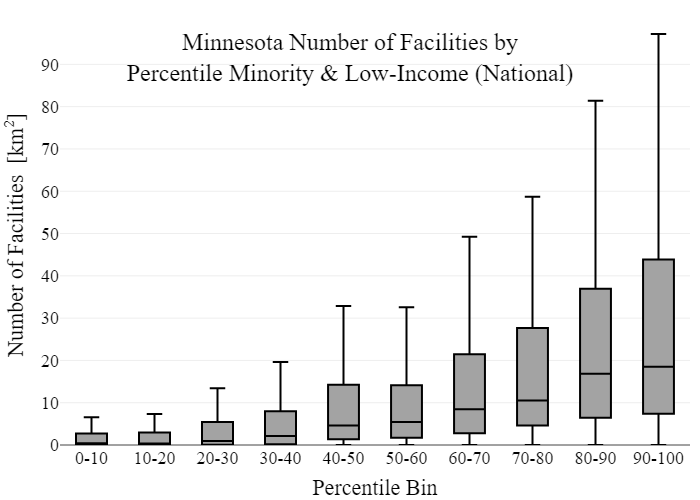 Minnesota Number of Facilities by
Percentile Minority & Low-Income (National)
Number of Facilities [km²]
90
80
70
60
50
40
30
20
10
0
0-10 10-20 20-30 30-40 40-50 50-60 60-70 70-80 80-90 90-100
Percentile Bin